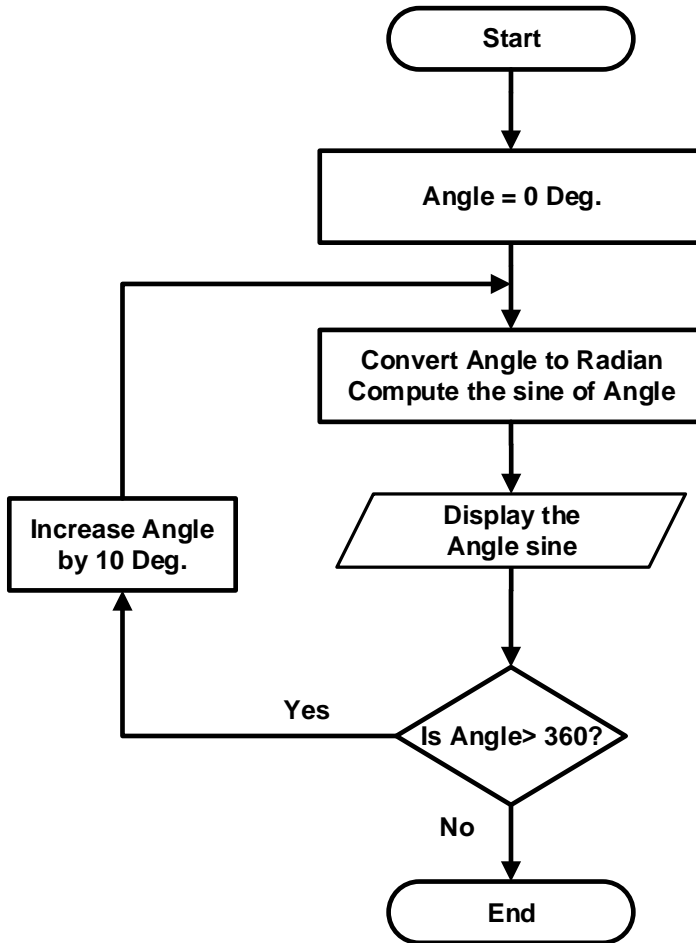 Start
Angle = 0 Deg.
Convert Angle to Radian
Compute the sine of Angle
Display the
Angle sine
Increase Angle
by 10 Deg.
Yes
Is Angle> 360?
No
End